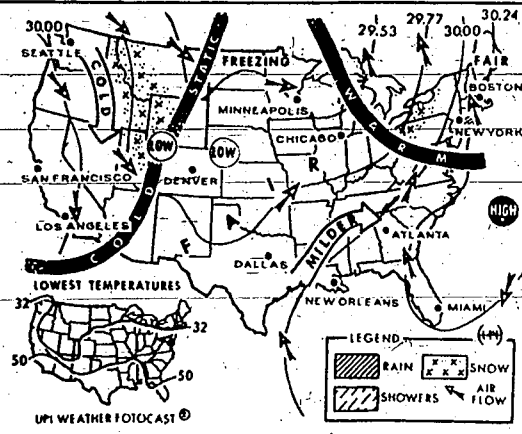 29.53 29.77 30.00 30.24
30.00
SEATTLE
COLD
STATIC
FREEZING
WARM
FAIR
BOSTON
MINNEAPOLIS
NEW YORK
CHICAGO
LOW
LOW
SAN FRANCISCO
DENVER
FAIR
COLD
HIGH
LOS ANGELES
MILDER
ATLANTA
DALLAS
LOWEST TEMPERATURES
NEW ORLEANS
MIAMI
32
32
50
50
LEGEND
RAIN
SNOW
SHOWERS
AIR
FLOW
UPI WEATHER FOTOCAST ®